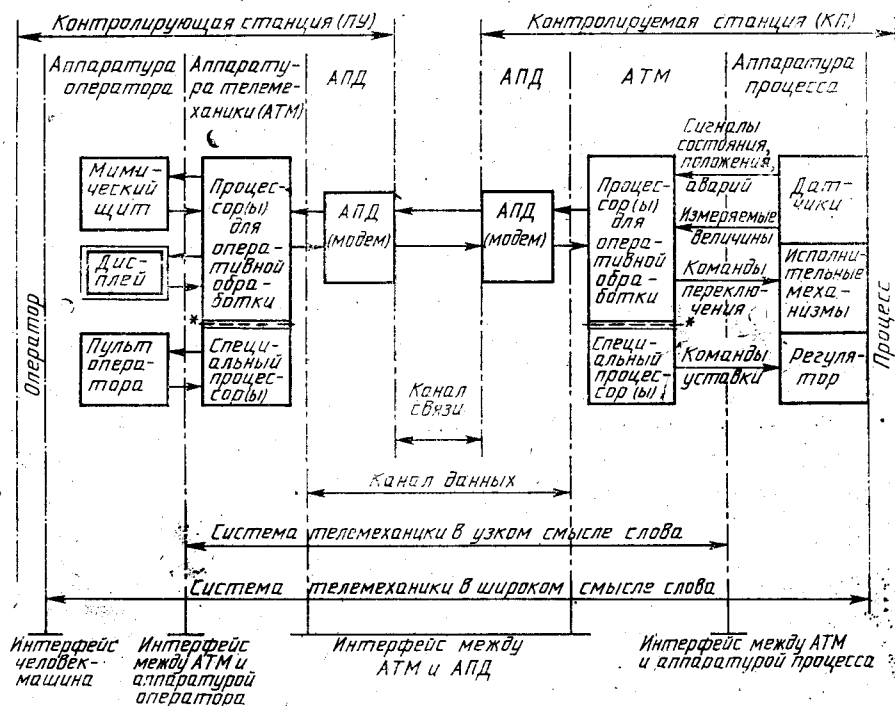 Контролирующая станция (ПУ)
Контролируемая станция (КП)
Аппаратура
оператора
Аппарату-
ра телеме-
ханики (АТМ)
АПД
АПД
АТМ
Аппаратура
процесса
Мими-
ческий
щит
Дис-
плей
Пульт
опера-
тора
Процес-
сор(ы)
для
опера-
тивной
обра-
ботки
*
Специ-
альный
процес-
сор(ы)
АПД
(модем)
АПД
(модем)
Процес-
сор(ы) для
опера-
тивной
обра-
ботки
*
Специ-
альный
процес-
сор(ы)
Сигналы
состояния,
положения,
аварий
Измеряемые
величины
Команды
переключе-
ния
Команды
уставки
Дат-
чики
Исполни-
тельные
меха-
низмы
Регуля-
тор
Оператор
Процесс
Канал
связи
Канал данных
Система телемеханики в узком смысле слова
Система телемеханики в широком смысле слова
Интерфейс
человек-
машина
Интерфейс
между АТМ и
аппаратурой
оператора
Интерфейс между
АТМ и АПД
Интерфейс между АТМ
и аппаратурой процесса